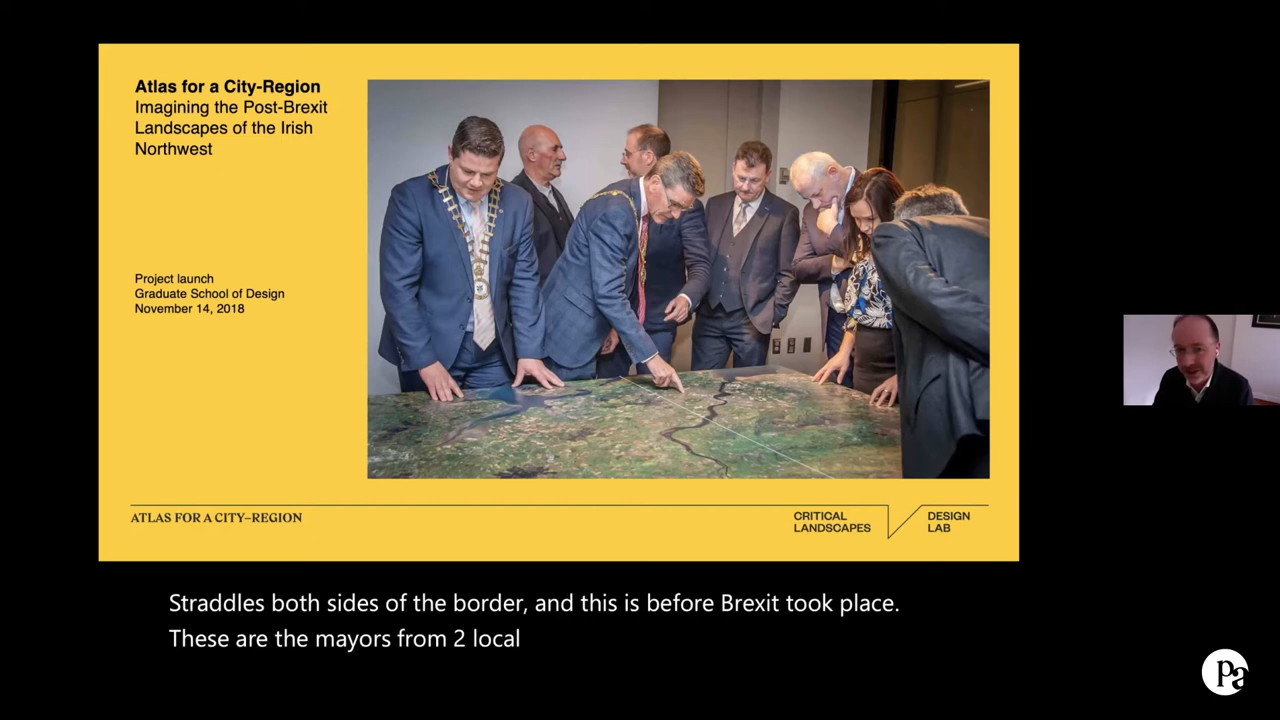 Atlas for a City-Region
Imagining the Post-Brexit
Landscapes of the Irish
Northwest
Project launch
Graduate School of Design
November 14, 2018
ATLAS FOR A CITY–REGION
CRITICAL
LANDSCAPES
DESIGN
LAB
Straddles both sides of the border, and this is before Brexit took place.
These are the mayors from 2 local
pa